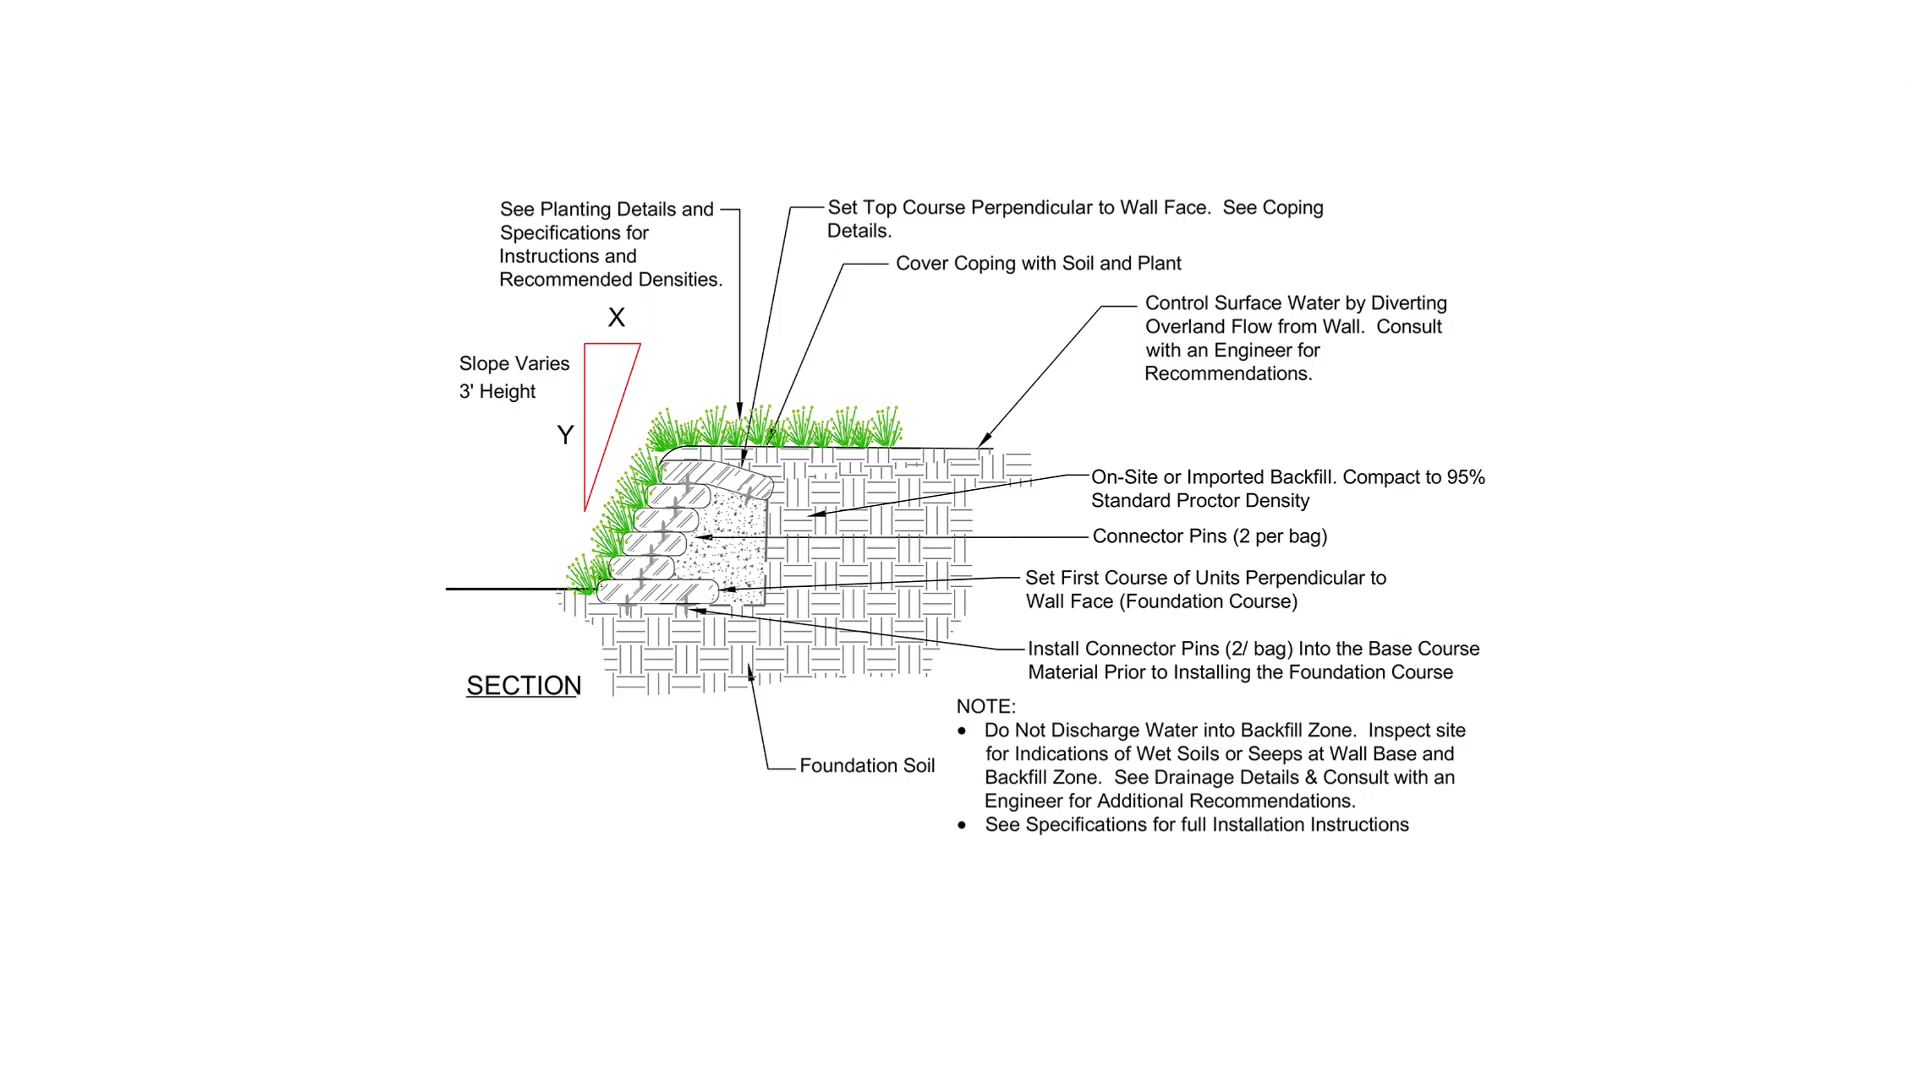 See Planting Details and
Specifications for
Instructions and
Recommended Densities.
Set Top Course Perpendicular to Wall Face.  See Coping
Details.
Cover Coping with Soil and Plant
Control Surface Water by Diverting
Overland Flow from Wall.  Consult
with an Engineer for
Recommendations.
X
Slope Varies
3' Height
Y
On-Site or Imported Backfill. Compact to 95%
Standard Proctor Density
Connector Pins (2 per bag)
Set First Course of Units Perpendicular to
Wall Face (Foundation Course)
Install Connector Pins (2/ bag) Into the Base Course
Material Prior to Installing the Foundation Course
SECTION
Foundation Soil
NOTE:
• Do Not Discharge Water into Backfill Zone.  Inspect site
for Indications of Wet Soils or Seeps at Wall Base and
Backfill Zone.  See Drainage Details & Consult with an
Engineer for Additional Recommendations.
• See Specifications for full Installation Instructions